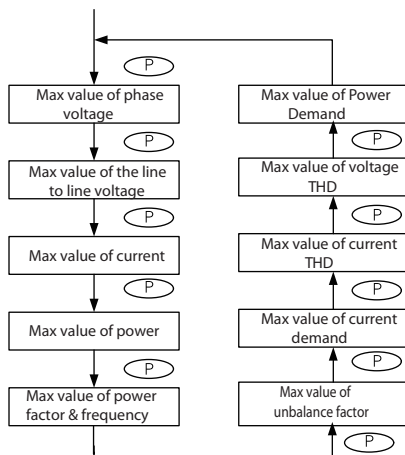 P
Max value of phase
voltage
P
Max value of the line
to line voltage
P
Max value of current
P
Max value of power
P
Max value of power
factor & frequency
Max value of Power
Demand
P
Max value of voltage
THD
P
Max value of current
THD
P
Max value of current
demand
P
Max value of
unbalance factor
P